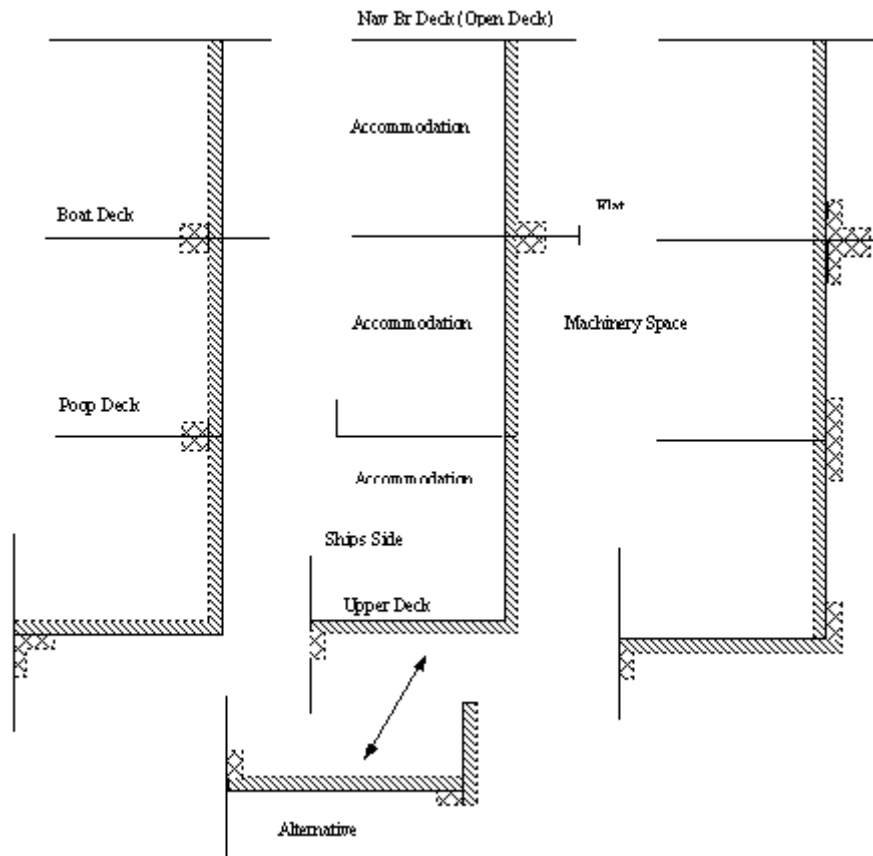 Nav Br Deck (Open Deck)
Accommodation
Boat Deck
Flat
Accommodation
Machinery Space
Poop Deck
Accommodation
Ships Side
Upper Deck
Alternative